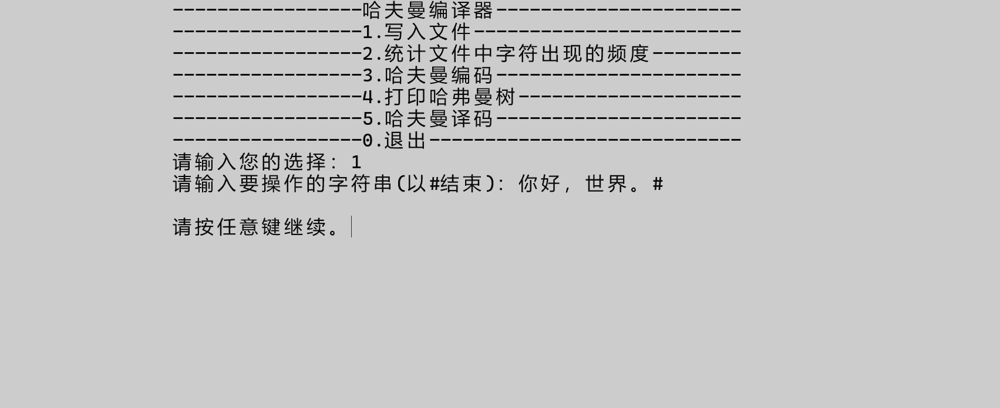 -----------------哈夫曼编译器----------------------
-----------------1.写入文件------------------------
-----------------2.统计文件中字符出现的频度--------
-----------------3.哈夫曼编码----------------------
-----------------4.打印哈弗曼树--------------------
-----------------5.哈夫曼译码----------------------
-----------------0.退出----------------------------
请输入您的选择：1
请输入要操作的字符串(以#结束)：你好，世界。#
请按任意键继续。